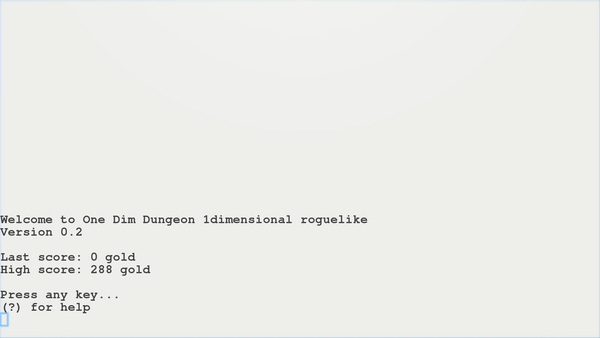 Welcome to One Dim Dungeon 1dimensional roguelike
Version 0.2
Last score: 0 gold
High score: 288 gold
Press any key...
(?) for help